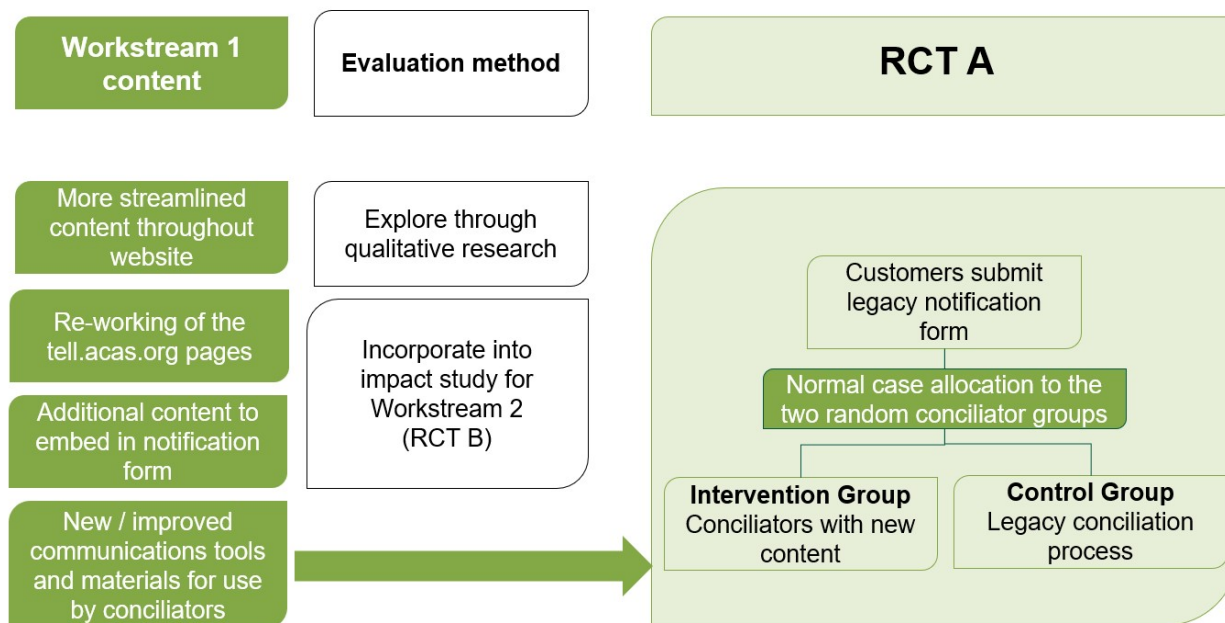 Workstream 1
content
Evaluation method
RCT A
More streamlined
content throughout
website
Explore through
qualitative research
Re-working of the
tell.acas.org pages
Incorporate into
impact study for
Workstream 2
(RCT B)
Additional content to
embed in notification
form
New / improved
communications tools
and materials for use
by conciliators
Customers submit
legacy notification
form
Normal case allocation to the
two random conciliator groups
Intervention Group
Conciliators with new
content
Control Group
Legacy conciliation
process